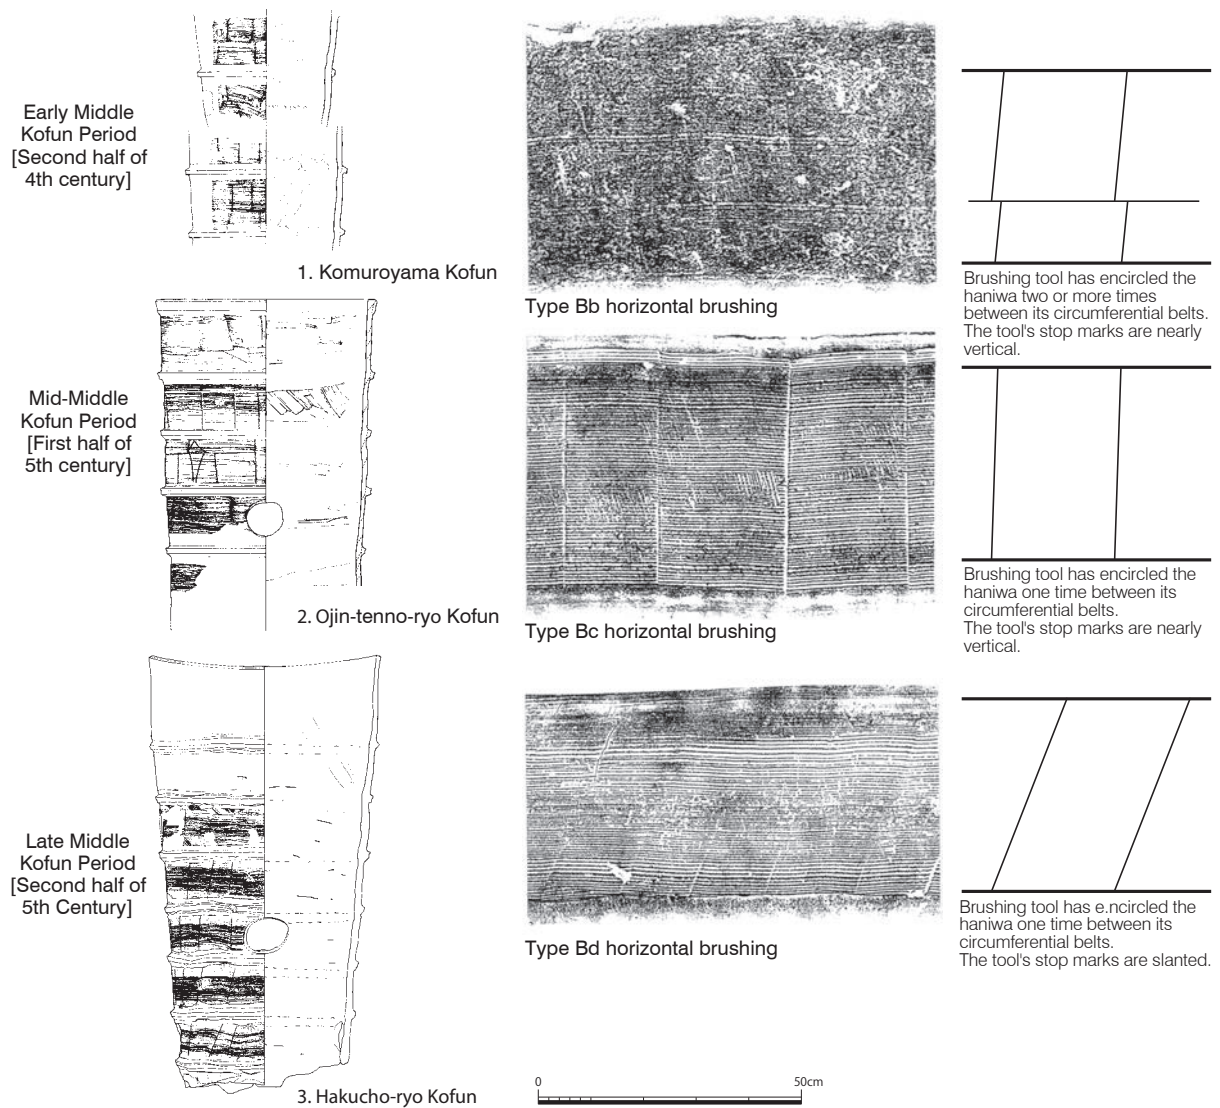 Early Middle
Kofun Period
[Second half of
4th century]
1. Komuroyama Kofun
Type Bb horizontal brushing
Brushing tool has encircled the
haniwa two or more times
between its circumferential belts.
The tool's stop marks are nearly
vertical.
Mid-Middle
Kofun Period
[First half of
5th century]
2. Ojin-tenno-ryo Kofun
Type Bc horizontal brushing
Brushing tool has encircled the
haniwa one time between its
circumferential belts.
The tool's stop marks are nearly
vertical.
Late Middle
Kofun Period
[Second half of
5th Century]
3. Hakucho-ryo Kofun
Type Bd horizontal brushing
Brushing tool has e.ncircled the
haniwa one time between its
circumferential belts.
The tool's stop marks are slanted.
0 50cm